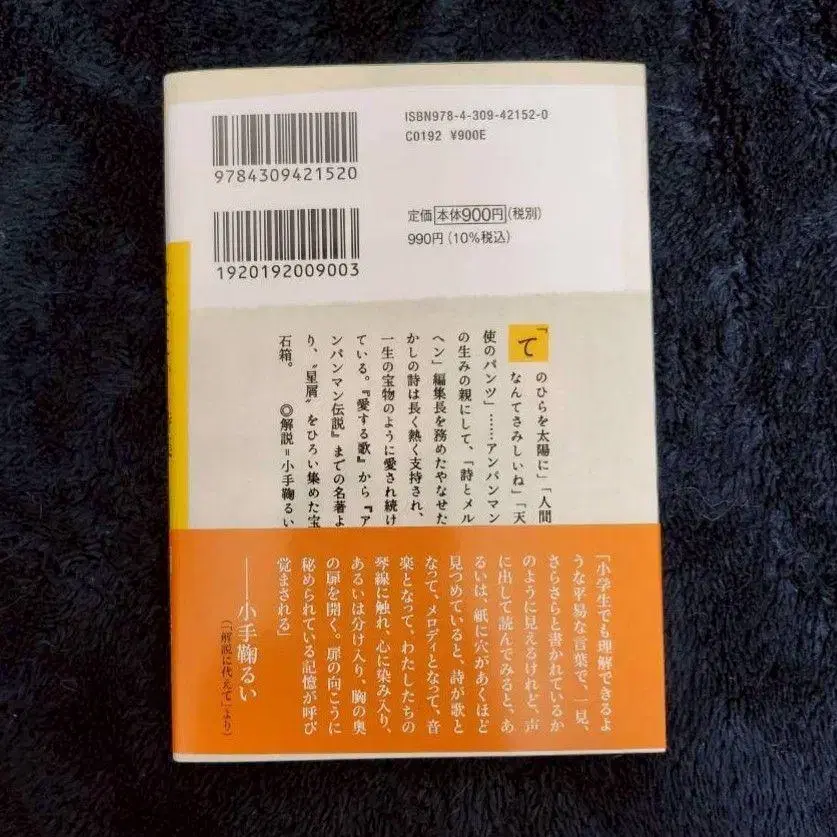 ISBN978-4-309-42152-0
C0192 ¥900E
9784309421520
定価 本体900円(税別)
990円(10%税込)
1920192009003
「てのひらを太陽に」「人間
なんてさみしいね」「天
使のパンツ」……アンパンマン
の生みの親にして、「詩とメル
ヘン」編集長を務めたやなせた
かしの詩は長く熱く支持され、
一生の宝物のように愛され続け
ている。『愛する歌』から『ア
ンパンマン伝説』までの名著よ
り、〝星屑〟をひろい集めた宝
石箱。 ◎解説=小手鞠るい
「小学生でも理解できるよ
うな平易な言葉で、一見、
さらさらと書かれているか
のように見えるけれど、声
に出して読んでみると、あ
るいは、紙に穴があくほど
見つめていると、詩が歌と
なって、メロディとなって、音
楽となって、わたしたちの
琴線に触れ、心に染み入り、
あるいは分け入り、胸の奥
の扉を開く。扉の向こうに
秘められている記憶が呼び
覚まされる」
――小手鞠るい
(「解説に代えて」より)